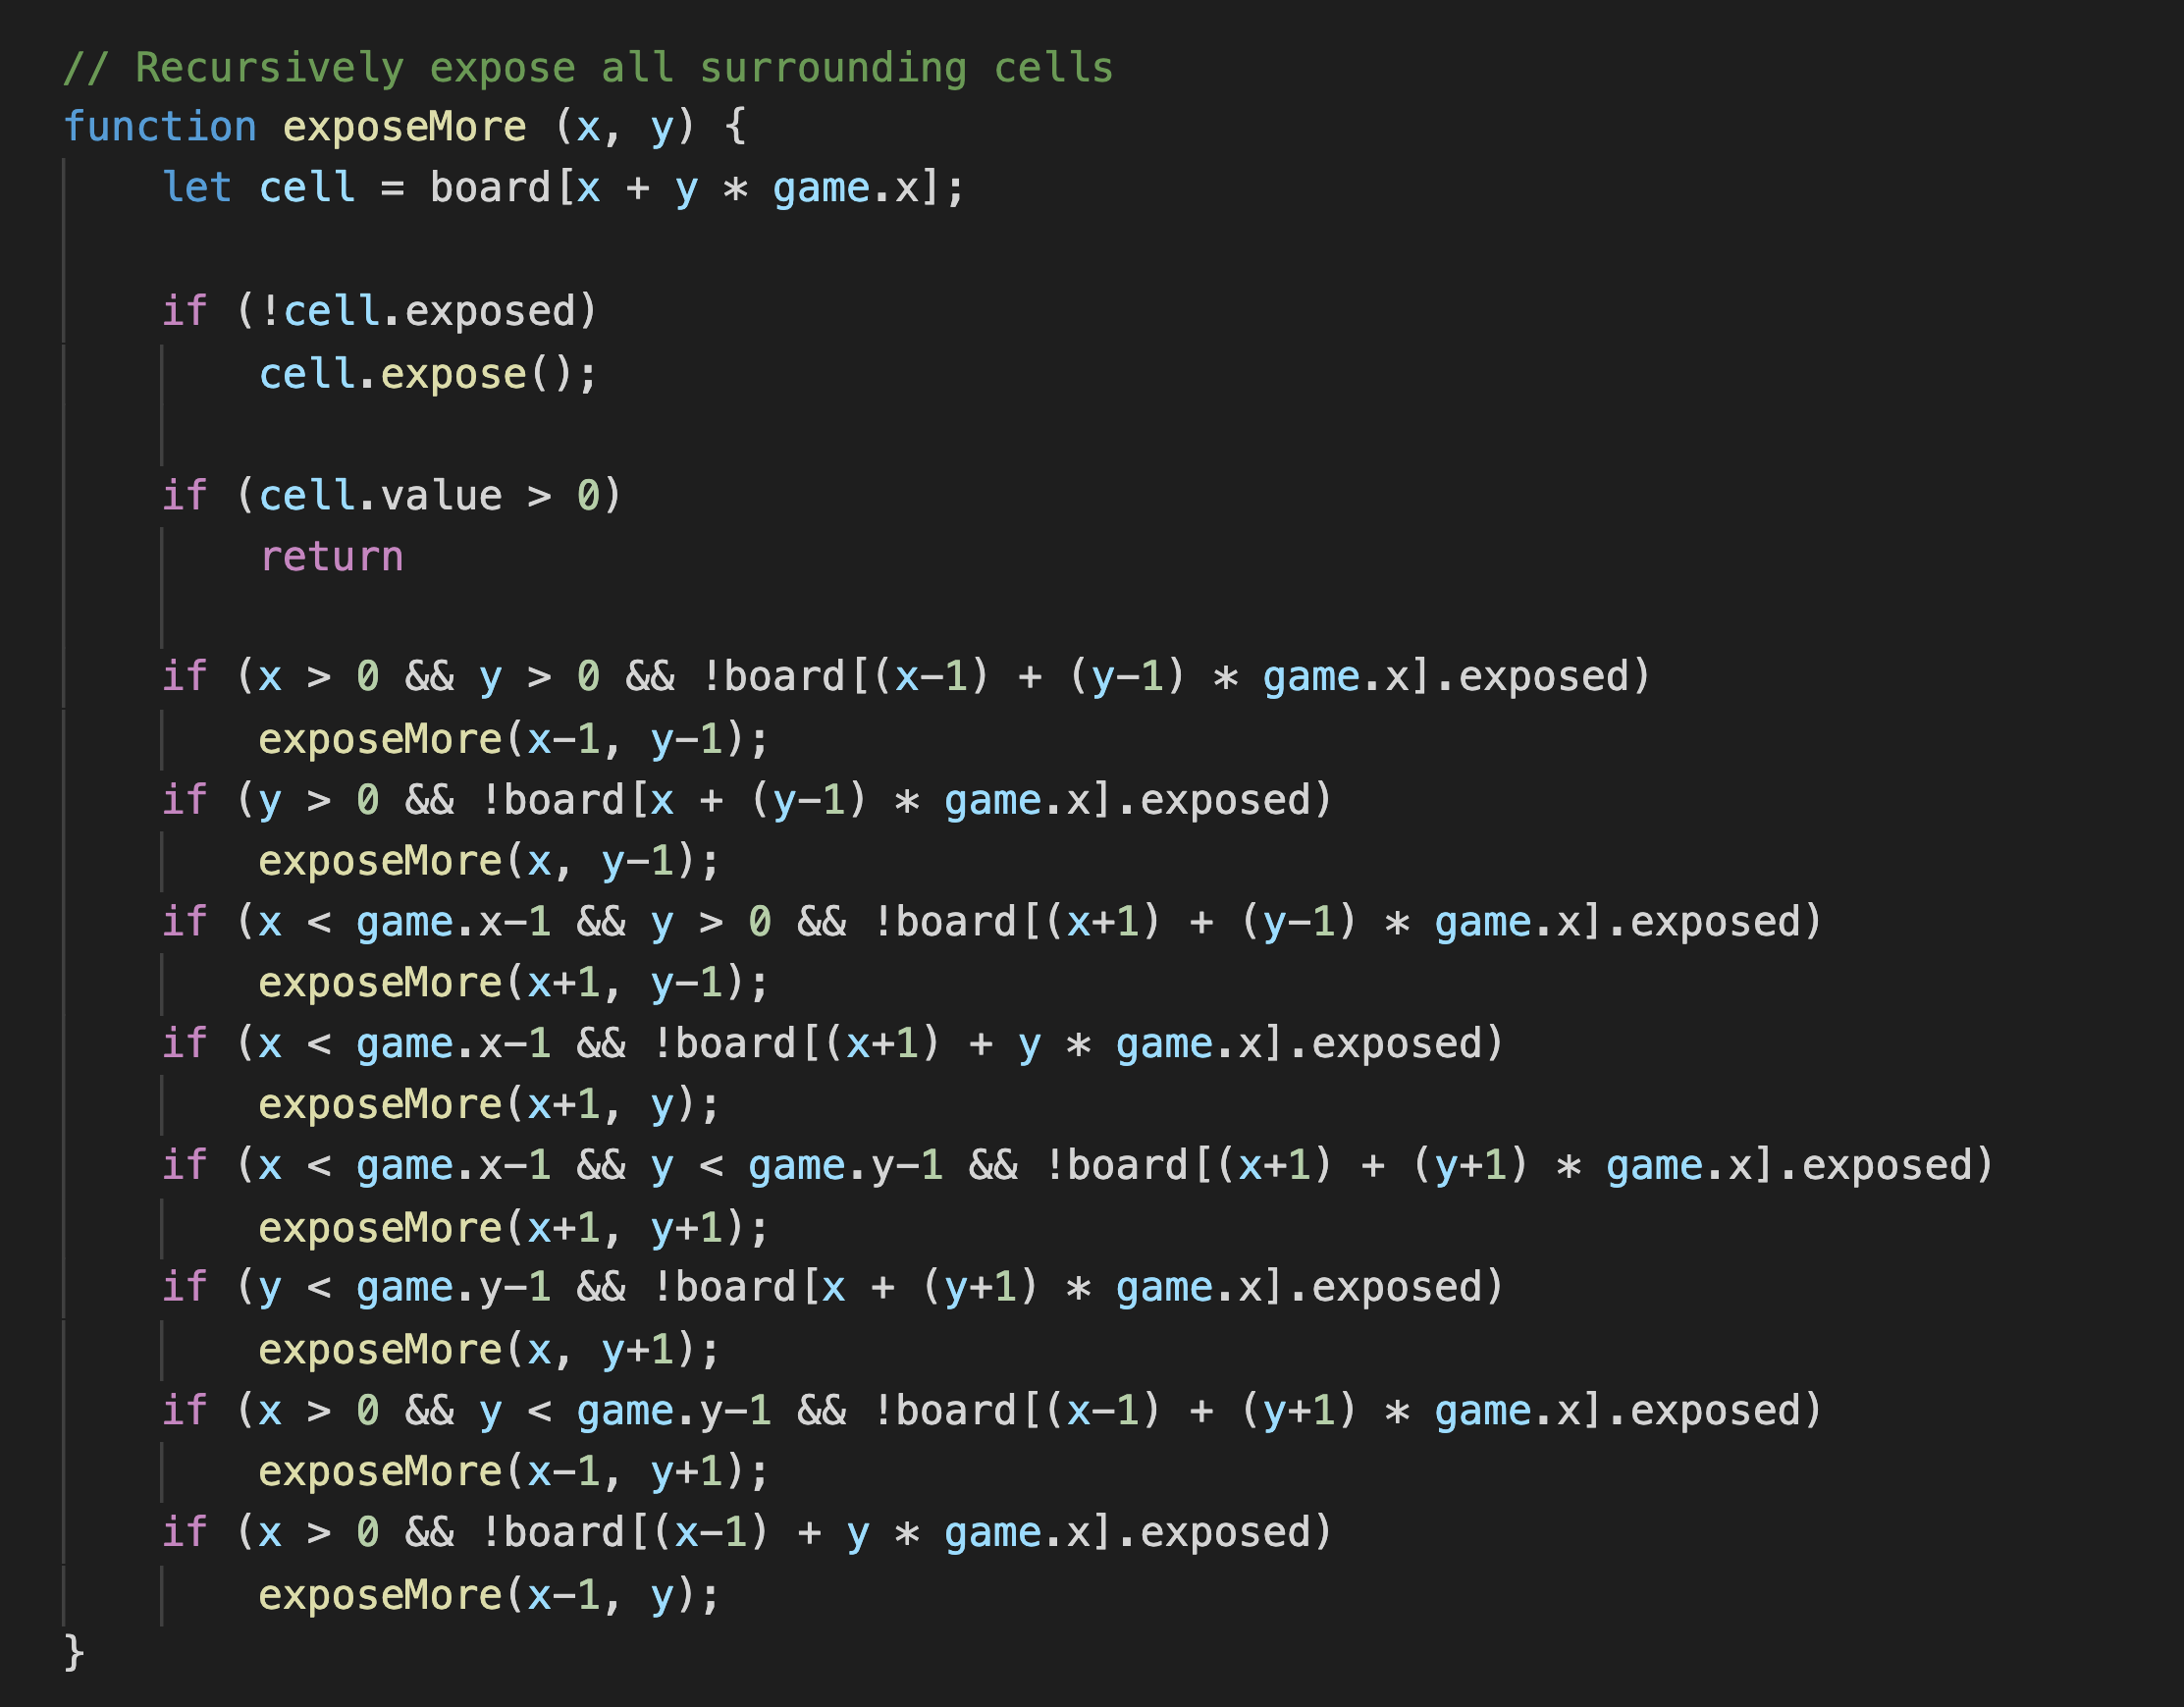 // Recursively expose all surrounding cells
function exposeMore (x, y) {
let cell = board[x + y * game.x];
if (!cell.exposed)
cell.expose();
if (cell.value > 0)
return
if (x > 0 && y > 0 && !board[(x-1) + (y-1) * game.x].exposed)
exposeMore(x-1, y-1);
if (y > 0 && !board[x + (y-1) * game.x].exposed)
exposeMore(x, y-1);
if (x < game.x-1 && y > 0 && !board[(x+1) + (y-1) * game.x].exposed)
exposeMore(x+1, y-1);
if (x < game.x-1 && !board[(x+1) + y * game.x].exposed)
exposeMore(x+1, y);
if (x < game.x-1 && y < game.y-1 && !board[(x+1) + (y+1) * game.x].exposed)
exposeMore(x+1, y+1);
if (y < game.y-1 && !board[x + (y+1) * game.x].exposed)
exposeMore(x, y+1);
if (x > 0 && y < game.y-1 && !board[(x-1) + (y+1) * game.x].exposed)
exposeMore(x-1, y+1);
if (x > 0 && !board[(x-1) + y * game.x].exposed)
exposeMore(x-1, y);
}